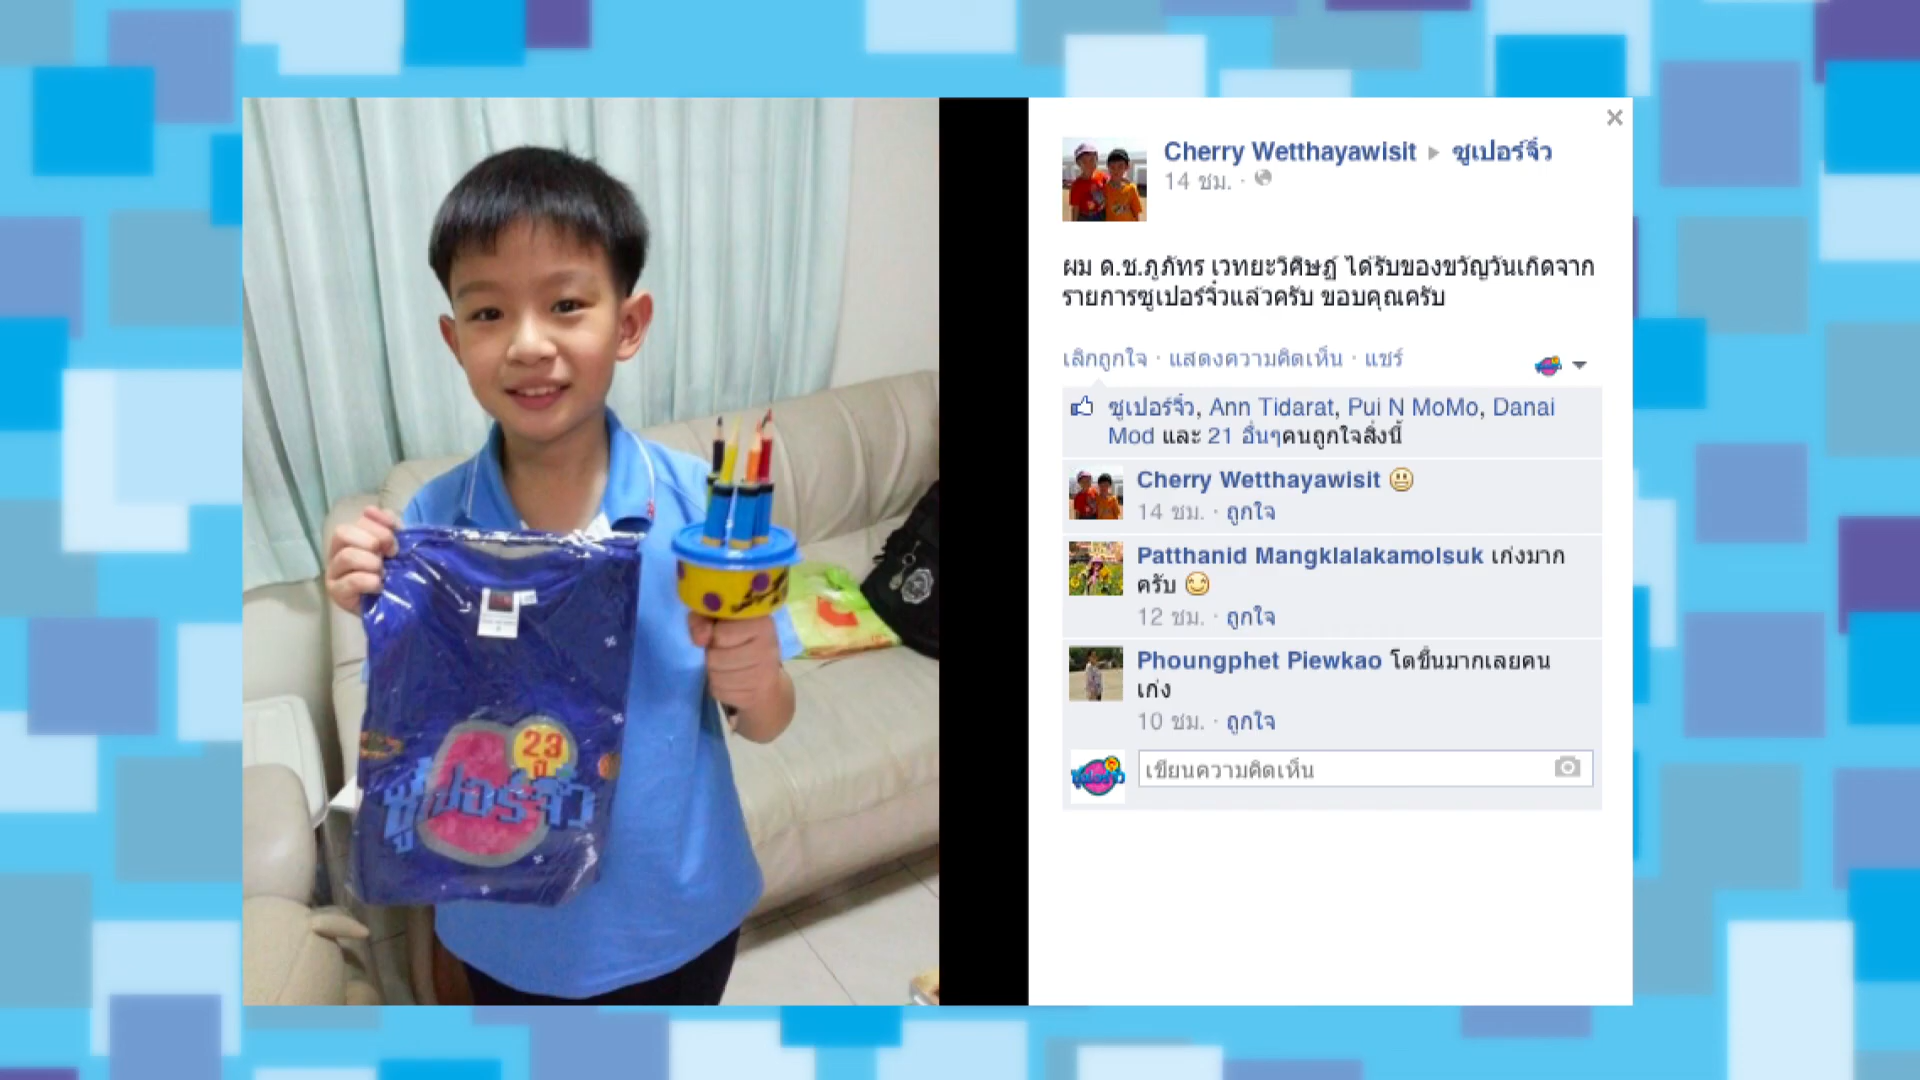 Cherry Wetthayawisit ▸ ซูเปอร์จิ๋ว
14 ชม. ·
ผม ด.ช.ภูภัทร เวทยะวิศิษฏ์ ได้รับของขวัญวันเกิดจาก
รายการซูเปอร์จิ๋วแล้วครับ ขอบคุณครับ
เลิกถูกใจ · แสดงความคิดเห็น · แชร์
ซูเปอร์จิ๋ว, Ann Tidarat, Pui N MoMo, Danai
Mod และ 21 อื่นๆคนถูกใจสิ่งนี้
Cherry Wetthayawisit
14 ชม. · ถูกใจ
Patthanid Mangklalakamolsuk เก่งมาก
ครับ
12 ชม. · ถูกใจ
Phoungphet Piewkao โตขึ้นมากเลยคน
เก่ง
10 ชม. · ถูกใจ
ซูเปอร์จิ๋ว
เขียนความคิดเห็น
23
ปี
ซูเปอร์จิ๋ว